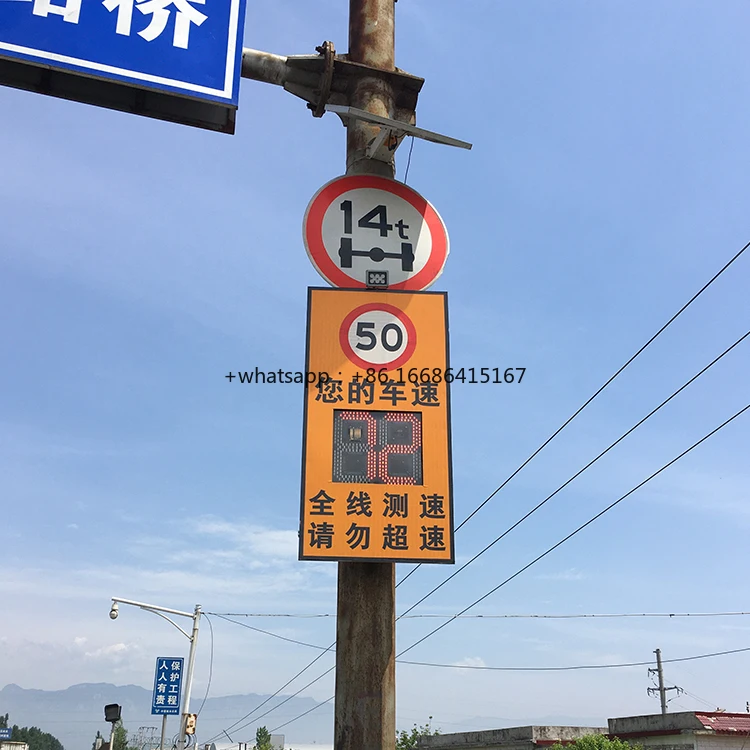 桥
14t
50
+whatsapp：+86 16686415167
您的车速
72
全线测速
请勿超速
保护工程
人人有责